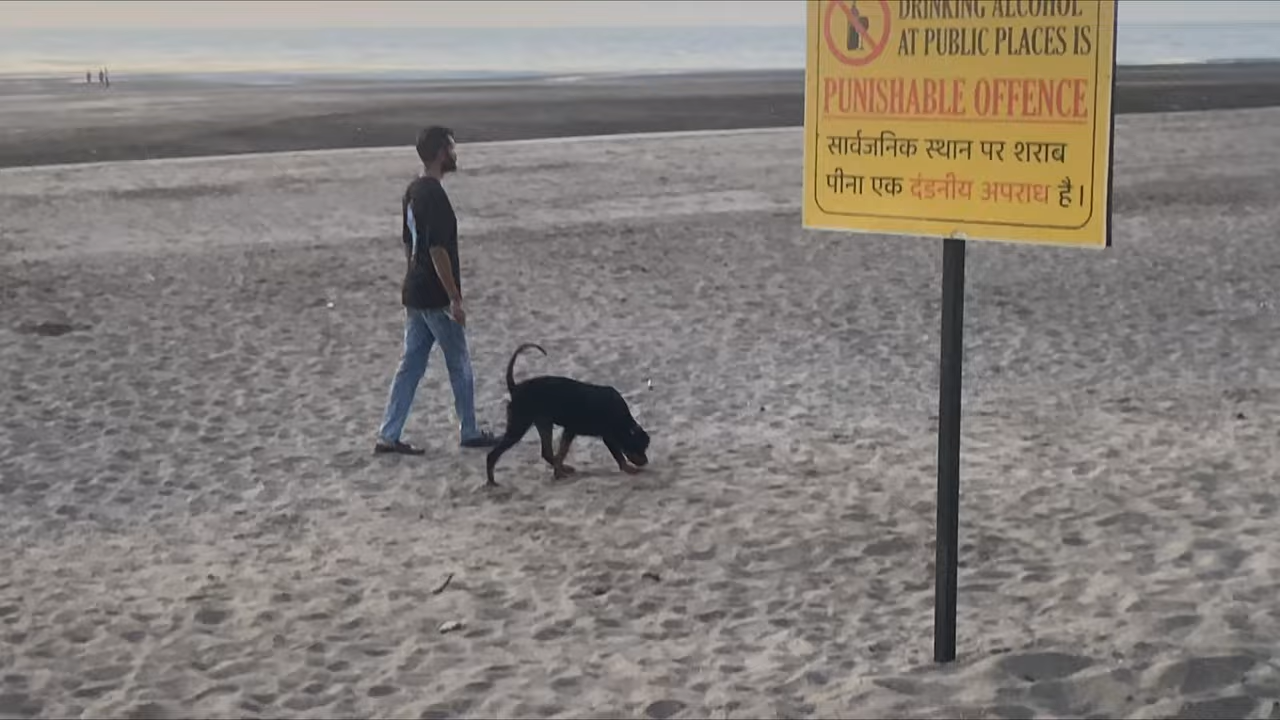 DRINKING ALCOHOL
AT PUBLIC PLACES IS
PUNISHABLE OFFENCE
सार्वजनिक स्थान पर शराब
पीना एक दंडनीय अपराध है।